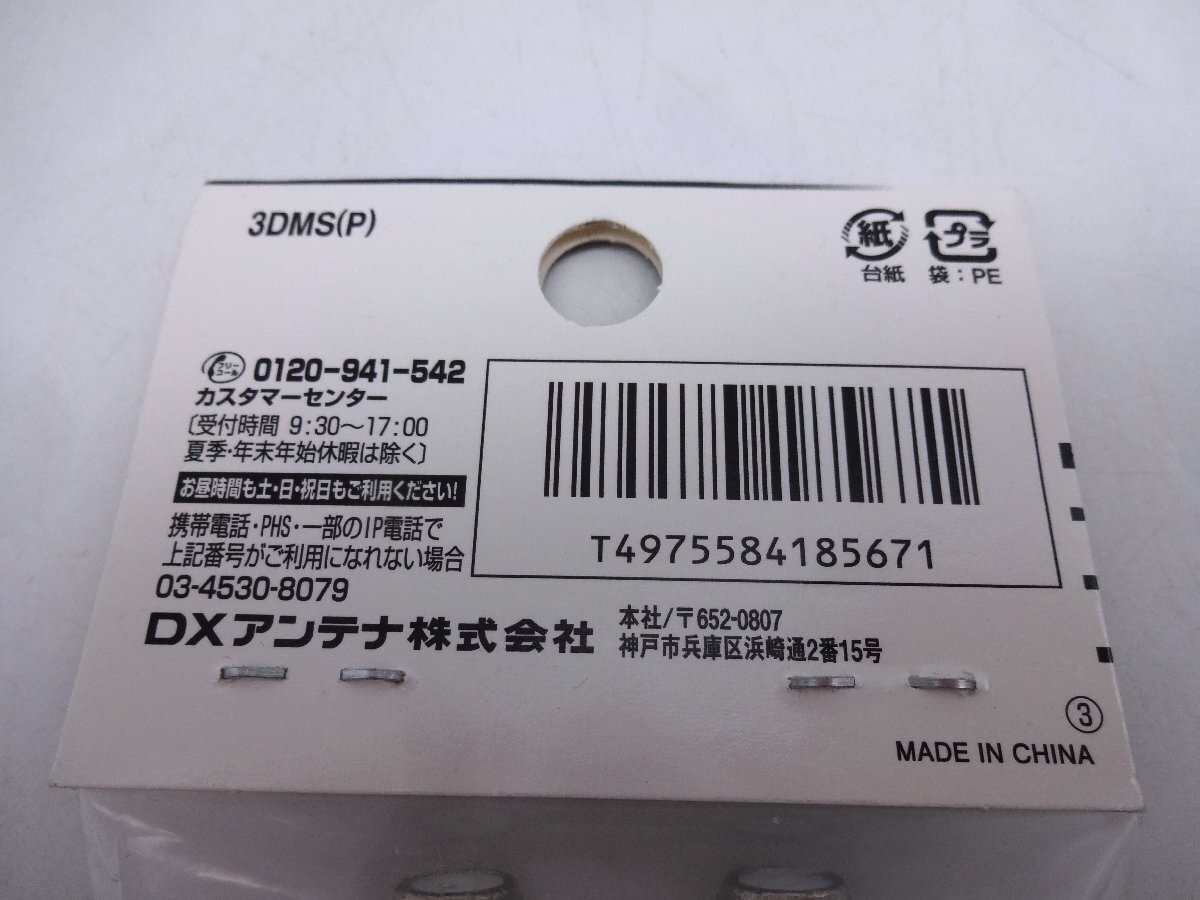 3DMS(P)
紙
プラ
台紙 袋:PE
フリーコール 0120-941-542
カスタマーセンター
〔受付時間 9:30～17:00
夏季・年末年始休暇は除く〕
お昼時間も土・日・祝日もご利用ください!
携帯電話・PHS・一部のIP電話で
上記番号がご利用になれない場合
03-4530-8079
T4975584185671
DXアンテナ株式会社
本社/〒652-0807
神戸市兵庫区浜崎通2番15号
③
MADE IN CHINA